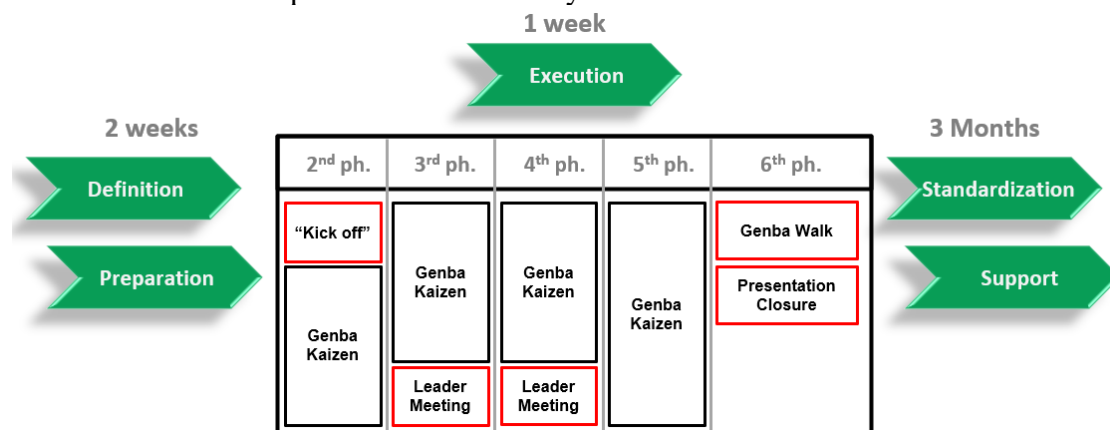 1 week
Execution
2 weeks
3 Months
Definition
Preparation
2nd ph.
3rd ph.
4th ph.
5th ph.
6th ph.
“Kick off”
Genba
Kaizen
Genba
Kaizen
Leader
Meeting
Genba
Kaizen
Leader
Meeting
Genba
Kaizen
Genba Walk
Presentation
Closure
Standardization
Support